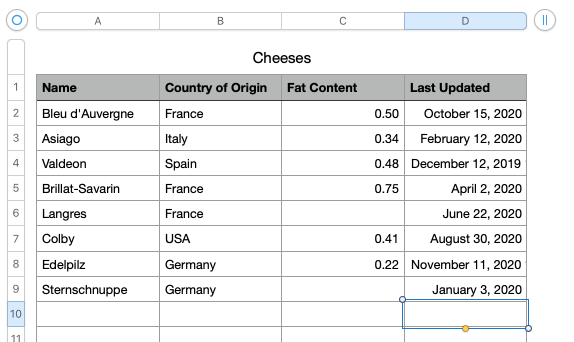 A B C D
Cheeses
1 Name Country of Origin Fat Content Last Updated
2 Bleu d'Auvergne France 0.50 October 15, 2020
3 Asiago Italy 0.34 February 12, 2020
4 Valdeon Spain 0.48 December 12, 2019
5 Brillat-Savarin France 0.75 April 2, 2020
6 Langres France June 22, 2020
7 Colby USA 0.41 August 30, 2020
8 Edelpilz Germany 0.22 November 11, 2020
9 Sternschnuppe Germany January 3, 2020
10
11